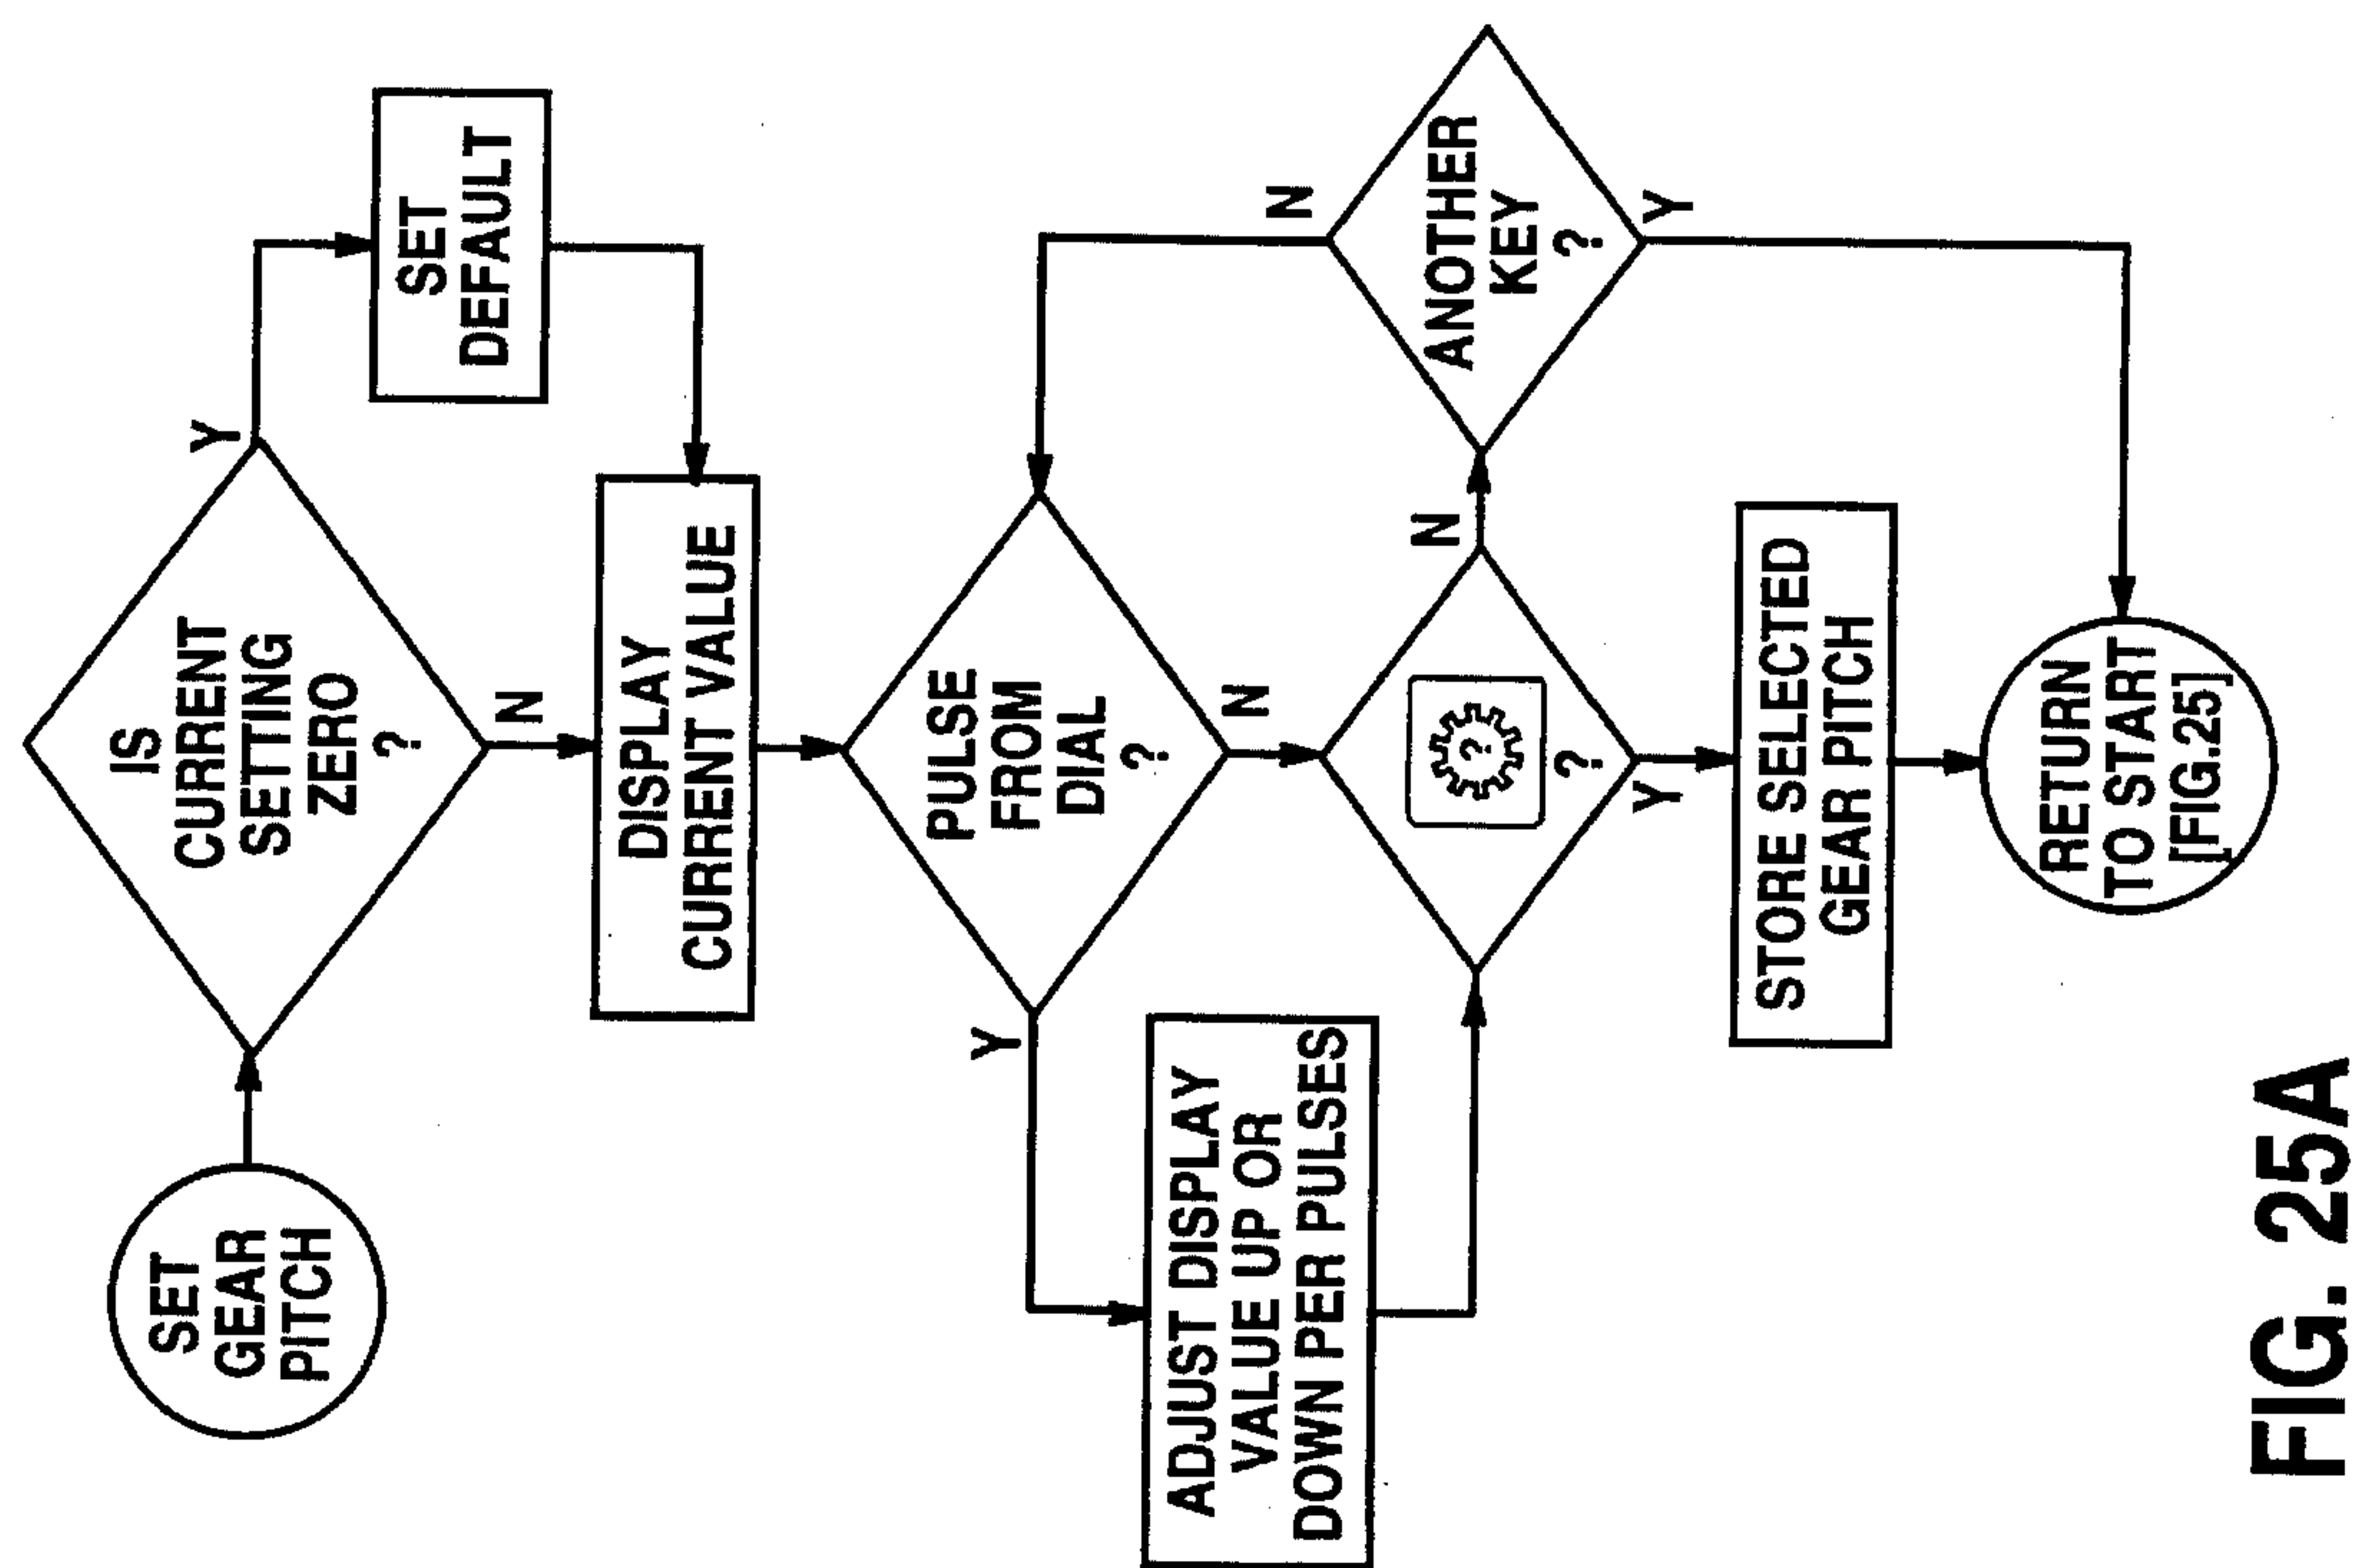 SET
GEAR
PITCH
IS
CURRENT
SETTING
ZERO
?
Y
SET
DEFAULT
N
DISPLAY
CURRENT VALUE
PULSE
FROM
DIAL
?
Y
N
ADJUST DISPLAY
VALUE UP OR
DOWN PER PULSES
?
?
N
Y
ANOTHER
KEY
?
N
Y
STORE SELECTED
GEAR PITCH
RETURN
TO START
[FIG.25]
FIG. 25A